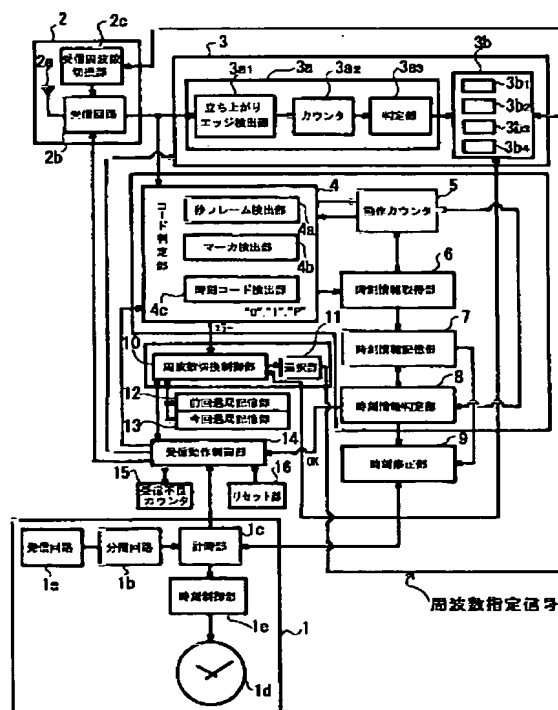 2
2c
2a
受信周波数
切換部
受信回路
2b
3
3a
3a1
3a2
3a3
立ち上がり
エッジ検出部
カウンタ
判定部
3b
3b1
3b2
3b3
3b4
4
コード判定部
秒フレーム検出部
4a
マーカ検出部
4b
時刻コード検出部
4c
"0","1","P"
エラー
5
動作カウンタ
6
時刻情報取得部
7
時刻情報記憶部
8
時刻情報判定部
9
時刻修正部
10
周波数切換制御部
11
選択部
12
前回選局記憶部
13
今回選局記憶部
14
受信動作制御部
OK
15
カウンタ
16
リセット部
受信回路
1a
分周回路
1b
1c
計時部
時刻制御部
1e
1d
1
周波数指定信号